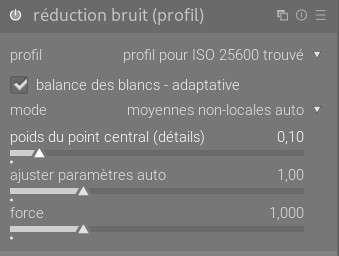 réduction bruit (profil)
profil profil pour ISO 25600 trouvé
balance des blancs - adaptative
mode moyennes non-locales auto
poids du point central (détails) 0,10
ajuster paramètres auto 1,00
force 1,000